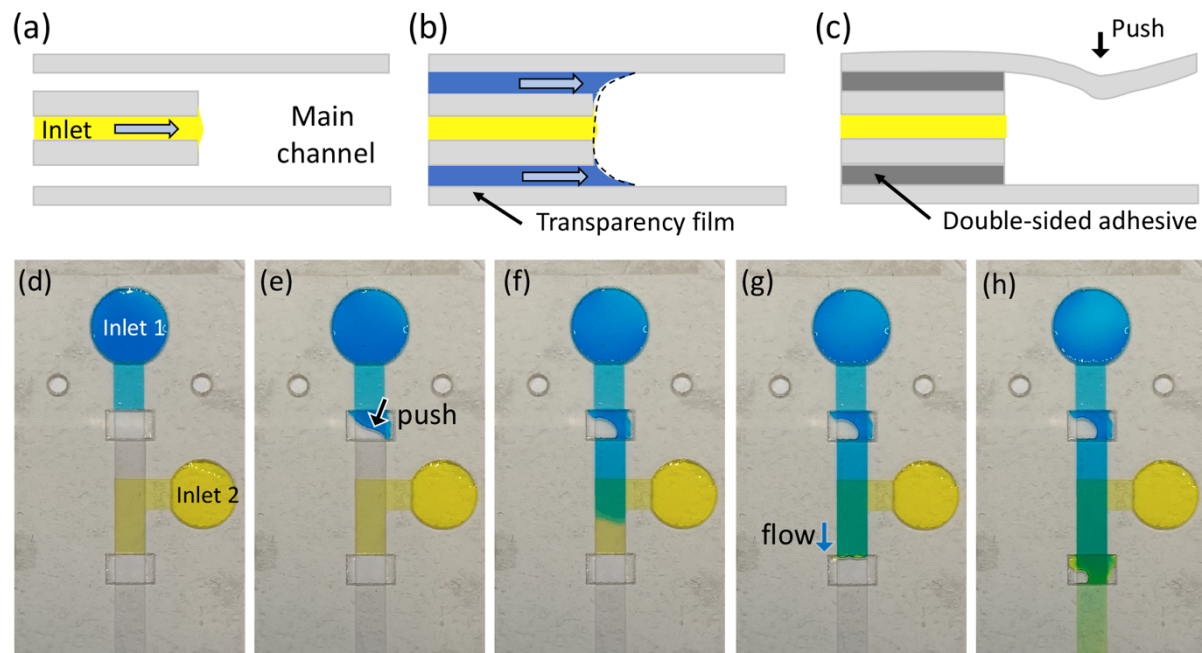 (a)
Inlet
Main
channel
(b)
Transparency film
(c)
Push
Double-sided adhesive
(d)
Inlet 1
Inlet 2
(e)
push
(f)
(g)
flow
(h)